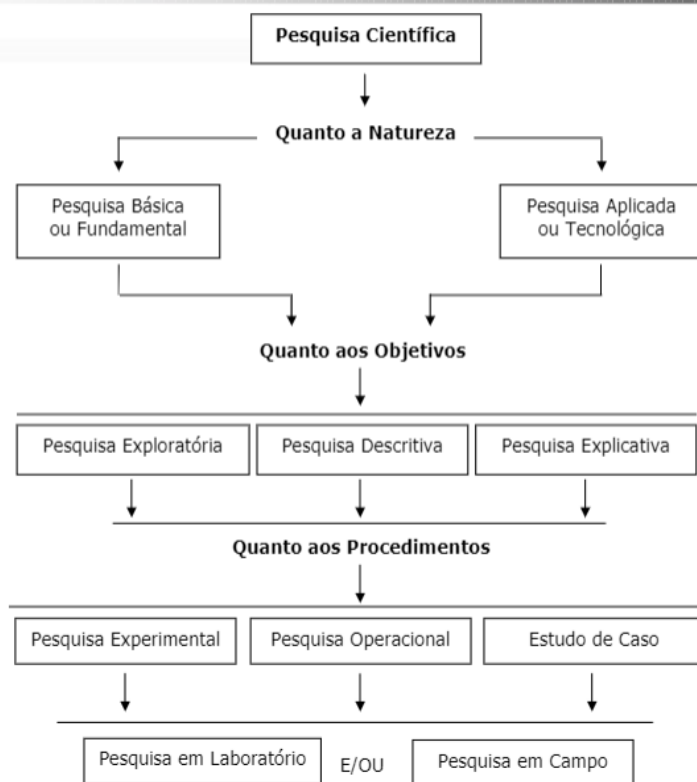 Pesquisa Científica
Quanto a Natureza
Pesquisa Básica
ou Fundamental
Pesquisa Aplicada
ou Tecnológica
Quanto aos Objetivos
Pesquisa Exploratória
Pesquisa Descritiva
Pesquisa Explicativa
Quanto aos Procedimentos
Pesquisa Experimental
Pesquisa Operacional
Estudo de Caso
Pesquisa em Laboratório
E/OU
Pesquisa em Campo